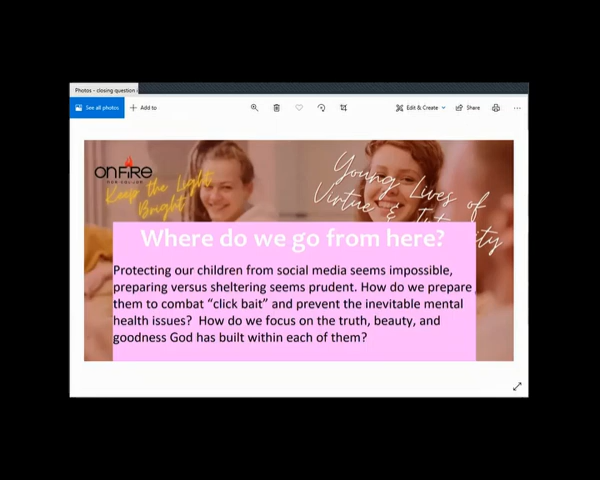 Photos - closing question
See all photos
Add to
Edit & Create
Share
ONFIRE
Keep the Light
Bright
Young Lives of
Virtue &
Where do we go from here?
Protecting our children from social media seems impossible,
preparing versus sheltering seems prudent. How do we prepare
them to combat “click bait” and prevent the inevitable mental
health issues?  How do we focus on the truth, beauty, and
goodness God has built within each of them?